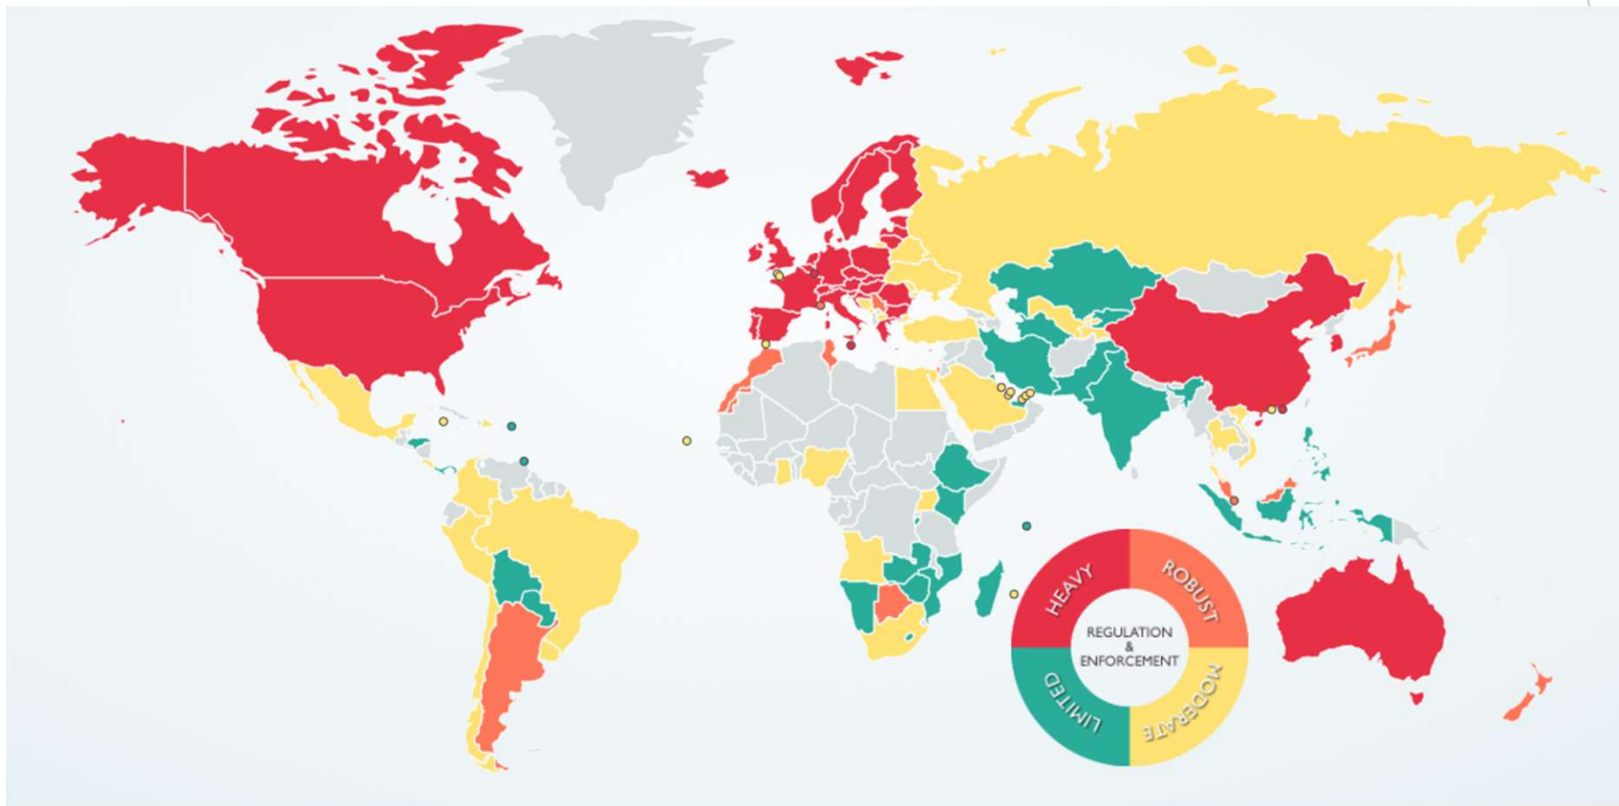 HEAVY
ROBUST
REGULATION
&
ENFORCEMENT
LIMITED
MODERATE